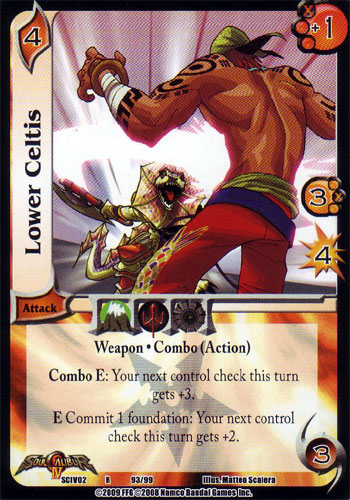 4
+1
Lower Celtis
3
4
Attack
Weapon • Combo (Action)
Combo E: Your next control check this turn
gets +3.
E Commit 1 foundation: Your next control
check this turn gets +2.
3
SOULCALIBUR
IV
SCIV02 R 93/99 Illus. Matteo Scalera
©2009 FFG ©2008 Namco Bandai Games Inc.